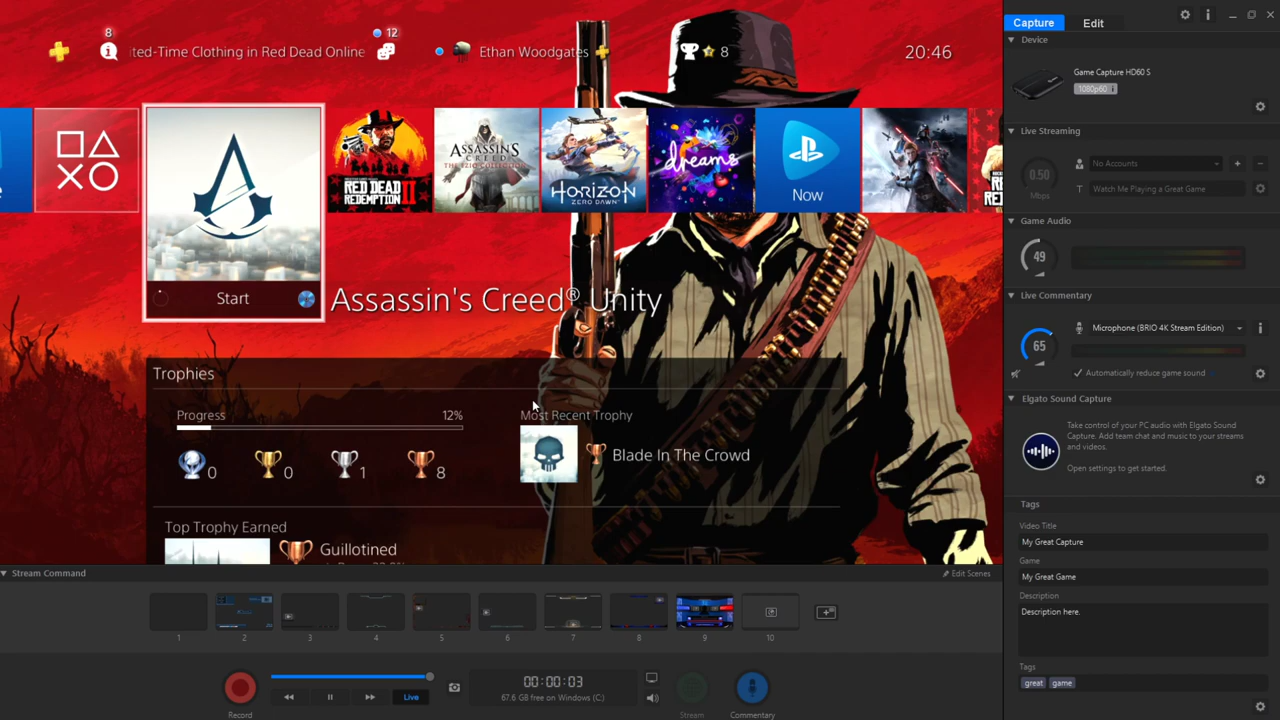 8
ited-Time Clothing in Red Dead Online
12
Ethan Woodgates
8
20:46
ASSASSIN'S CREED
THE EZIO COLLECTION
RED DEAD REDEMPTION II
HORIZON
ZERO DAWN
dreams
Now
RED
Start
Assassin's Creed® Unity
Trophies
Progress
12%
0
0
1
8
Most Recent Trophy
Blade In The Crowd
Top Trophy Earned
Guillotined
Capture
Edit
Device
Game Capture HD60 S
1080p60
Live Streaming
0.50
Mbps
No Accounts
Watch Me Playing a Great Game
Game Audio
49
Live Commentary
65
Microphone (BRIO 4K Stream Edition)
Automatically reduce game sound
Elgato Sound Capture
Take control of your PC audio with Elgato Sound
Capture. Add team chat and music to your streams
and videos.
Open settings to get started.
Tags
Video Title
My Great Capture
Game
My Great Game
Description
Description here.
Tags
great
game
Stream Command
Edit Scenes
1
2
3
4
5
6
7
8
9
10
Record
Live
00:00:03
67.6 GB free on Windows (C:)
Stream
Commentary